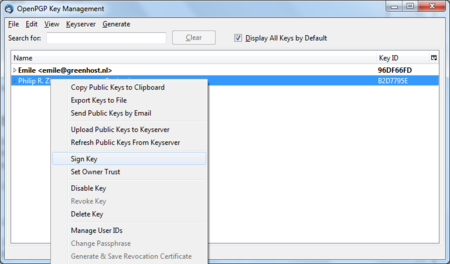 OpenPGP Key Management
File Edit View Keyserver Generate
Search for: Clear Display All Keys by Default
Name Key ID
Emile <emile@greenhost.nl> 96DF66FD
Philip R. Z B2D7795E
Copy Public Keys to Clipboard
Export Keys to File
Send Public Keys by Email
Upload Public Keys to Keyserver
Refresh Public Keys From Keyserver
Sign Key
Set Owner Trust
Disable Key
Revoke Key
Delete Key
Manage User IDs
Change Passphrase
Generate & Save Revocation Certificate